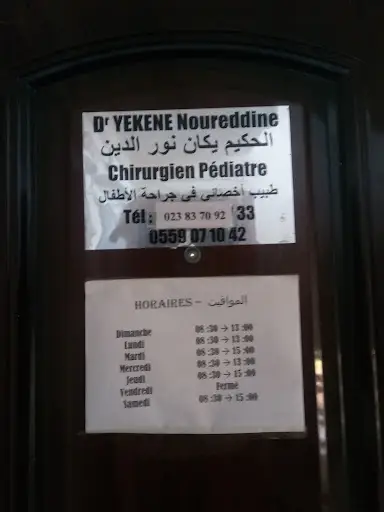 Dr YEKENE Noureddine
الحكيم يكان نور الدين
Chirurgien Pédiatre
طبيب أخصائي في جراحة الأطفال
Tél : 023 83 70 92 33
0559 07 10 42
HORAIRES – المواقيت
Dimanche 08 :30 → 13 :00
Lundi 08 :30 → 13 :00
Mardi 08 :30 → 15 :00
Mercredi 08 :30 → 13 :00
Jeudi 08 :30 → 15 :00
Vendredi Fermé
Samedi 08 :30 → 15 :00